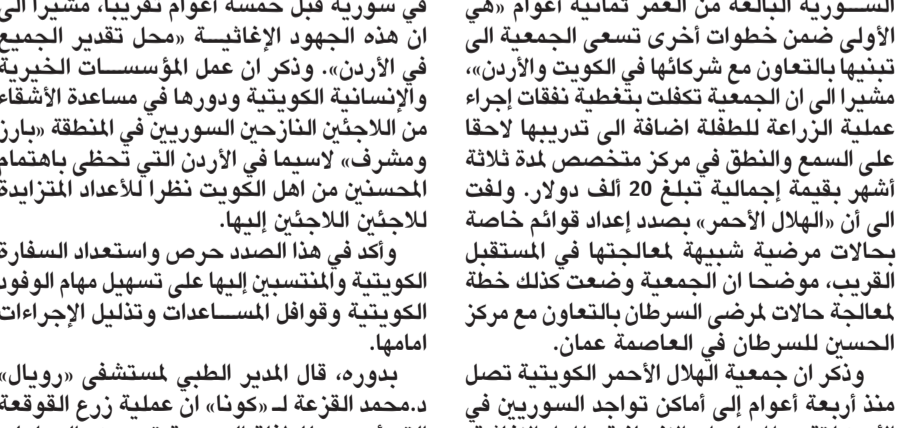 الســورية البالغة من العمر ثمانية أعوام «هي
الأولى ضمن خطوات أخرى تسعى الجمعية الى
تبنيها بالتعاون مع شركائها في الكويت والأردن»،
مشيرا الى ان الجمعية تكفلت بتغطية نفقات إجراء
عملية الزراعة للطفلة اضافة الى تدريبها لاحقا
على السمع والنطق في مركز متخصص لمدة ثلاثة
أشهر بقيمة إجمالية تبلغ 20 ألف دولار. ولفت
الى أن «الهلال الأحمر» بصدد إعداد قوائم خاصة
بحالات مرضية شبيهة لمعالجتها في المستقبل
القريب، موضحا ان الجمعية وضعت كذلك خطة
لمعالجة حالات لمرضى السرطان بالتعاون مع مركز
الحسين للسرطان في العاصمة عمان.
وذكر ان جمعية الهلال الأحمر الكويتية تصل
منذ أربعة أعوام إلى أماكن تواجد السوريين في
في سورية قبل خمسة أعوام تقريبا، مشيرا الى
ان هذه الجهود الإغاثيــة «محل تقدير الجميع
في الأردن». وذكر ان عمل المؤسســات الخيرية
والإنسانية الكويتية ودورها في مساعدة الأشقاء
من اللاجئين النازحين السوريين في المنطقة «بارز
ومشرف» لاسيما في الأردن التي تحظى باهتمام
المحسنين من اهل الكويت نظرا للأعداد المتزايدة
للاجئين اللاجئين إليها.
وأكد في هذا الصدد حرص واستعداد السفارة
الكويتية والمنتسبين إليها على تسهيل مهام الوفود
الكويتية وقوافل المســاعدات وتذليل الإجراءات
امامها.
بدوره، قال المدير الطبي لمستشفى «رويال»
د.محمد القزعة لـ «كونا» ان عملية زرع القوقعة